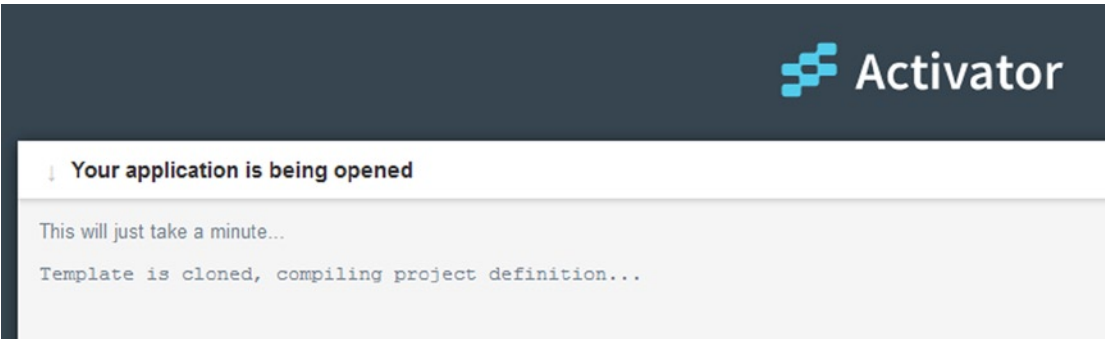 Activator
Your application is being opened
This will just take a minute...
Template is cloned, compiling project definition...